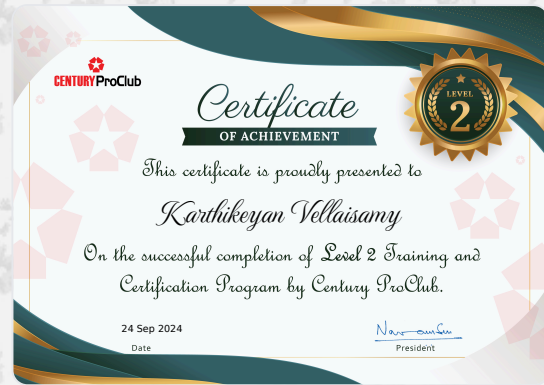 CENTURY ProClub
Certificate
OF ACHIEVEMENT
LEVEL
2
This certificate is proudly presented to
Karthikeyan Vellaisamy
On the successful completion of Level 2 Training and
Certification Program by Century ProClub.
24 Sep 2024
Date
President